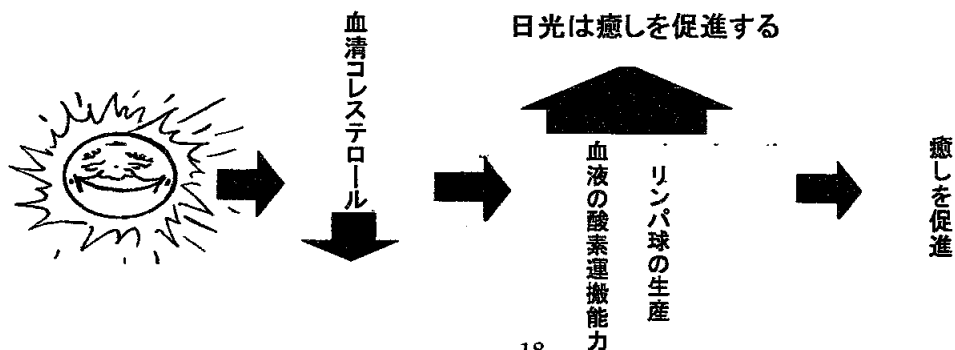 日光は癒しを促進する
血清コレステロール
血液の酸素運搬能力
リンパ球の生産
癒しを促進
18